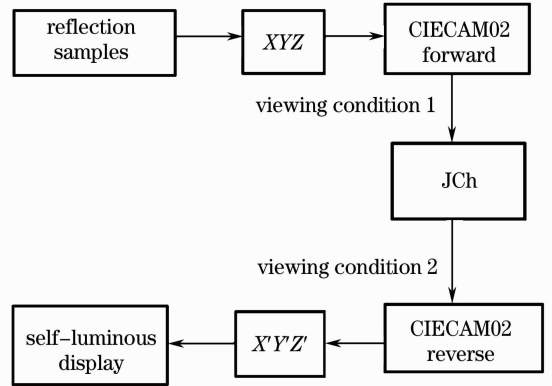 reflection
samples
XYZ
CIECAM02
forward
viewing condition 1
JCh
viewing condition 2
CIECAM02
reverse
X′Y′Z′
self-luminous
display